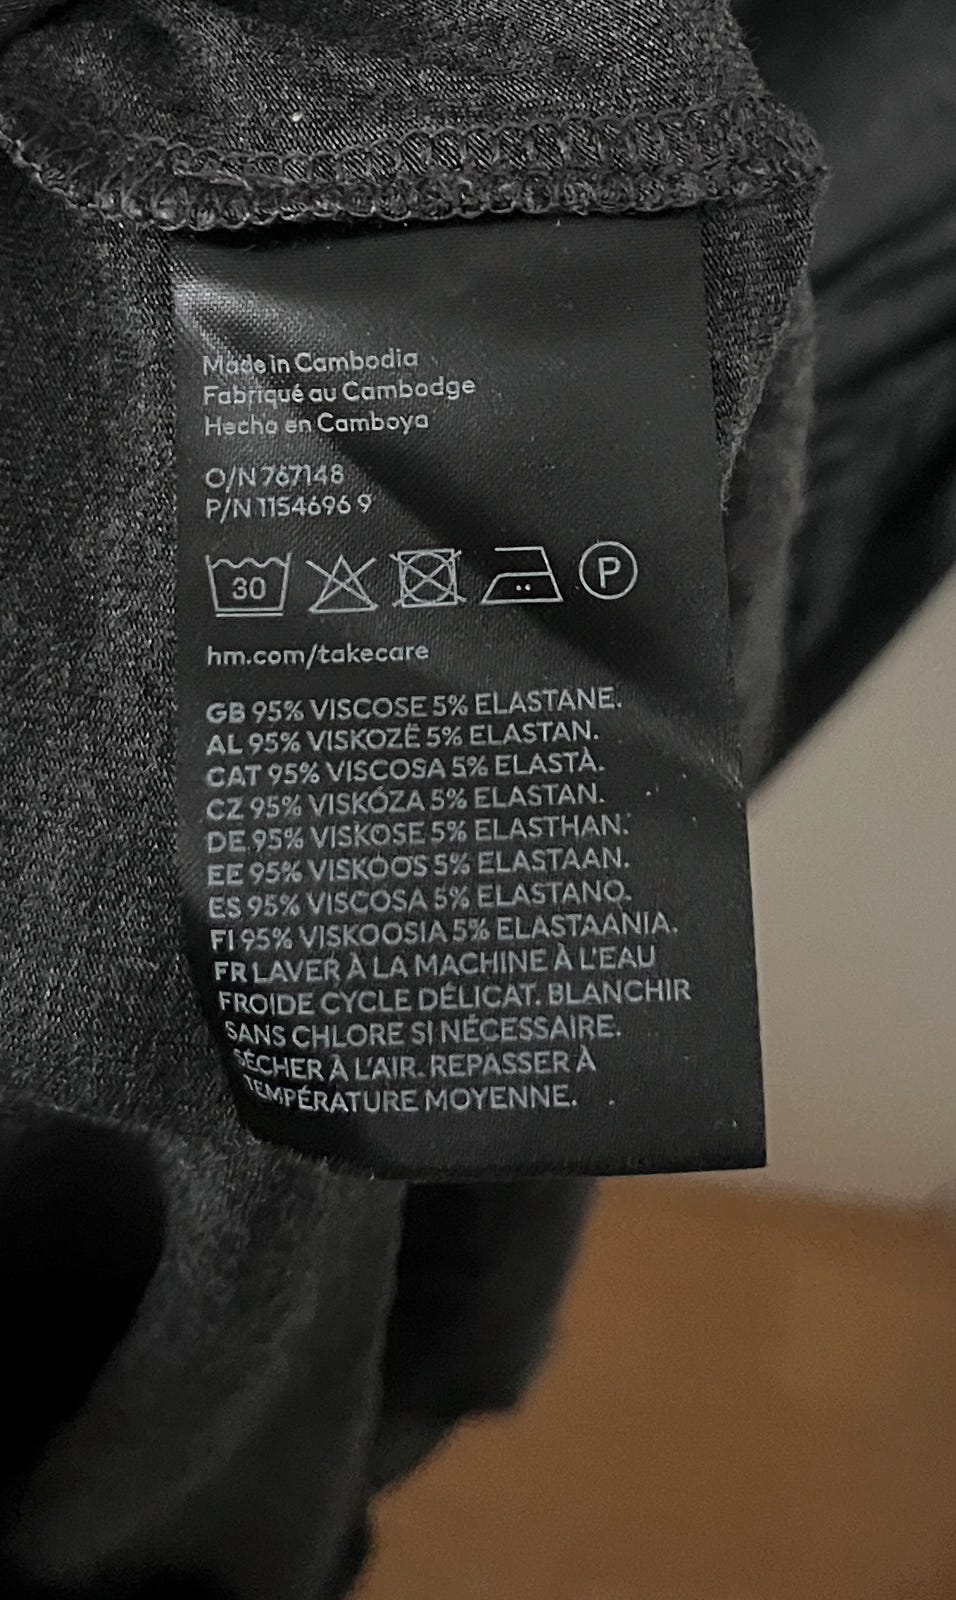 Made in Cambodia
Fabriqué au Cambodge
Hecho en Camboya
O/N 767148
P/N 1154696 9
30 P
hm.com/takecare
GB 95% VISCOSE 5% ELASTANE.
AL 95% VISKOZË 5% ELASTAN.
CAT 95% VISCOSA 5% ELASTÀ.
CZ 95% VISKÓZA 5% ELASTAN.
DE 95% VISKOSE 5% ELASTHAN.
EE 95% VISKOOS 5% ELASTAAN.
ES 95% VISCOSA 5% ELASTANO.
FI 95% VISKOOSIA 5% ELASTAANIA.
FR LAVER À LA MACHINE À L'EAU
FROIDE CYCLE DÉLICAT. BLANCHIR
SANS CHLORE SI NÉCESSAIRE.
SÉCHER À L'AIR. REPASSER À
TEMPÉRATURE MOYENNE.